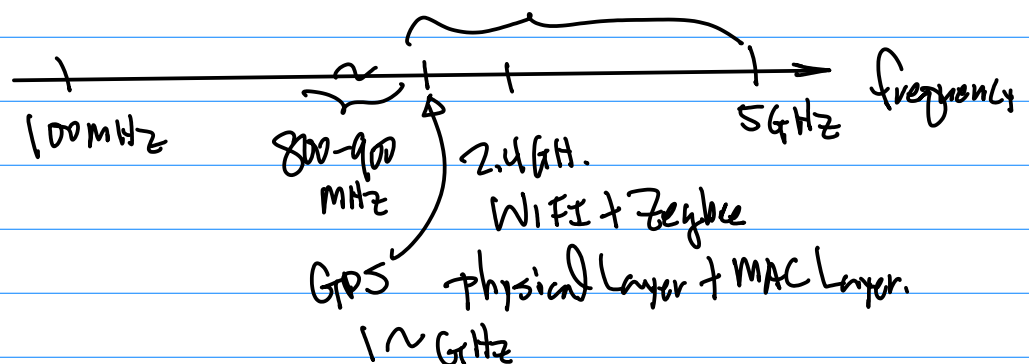 frequency
100MHz
5GHz
800-900
MHz
2.4GH.
WIFI + Zegbee
GPS
physical Layer + MAC Layer.
1~GHz